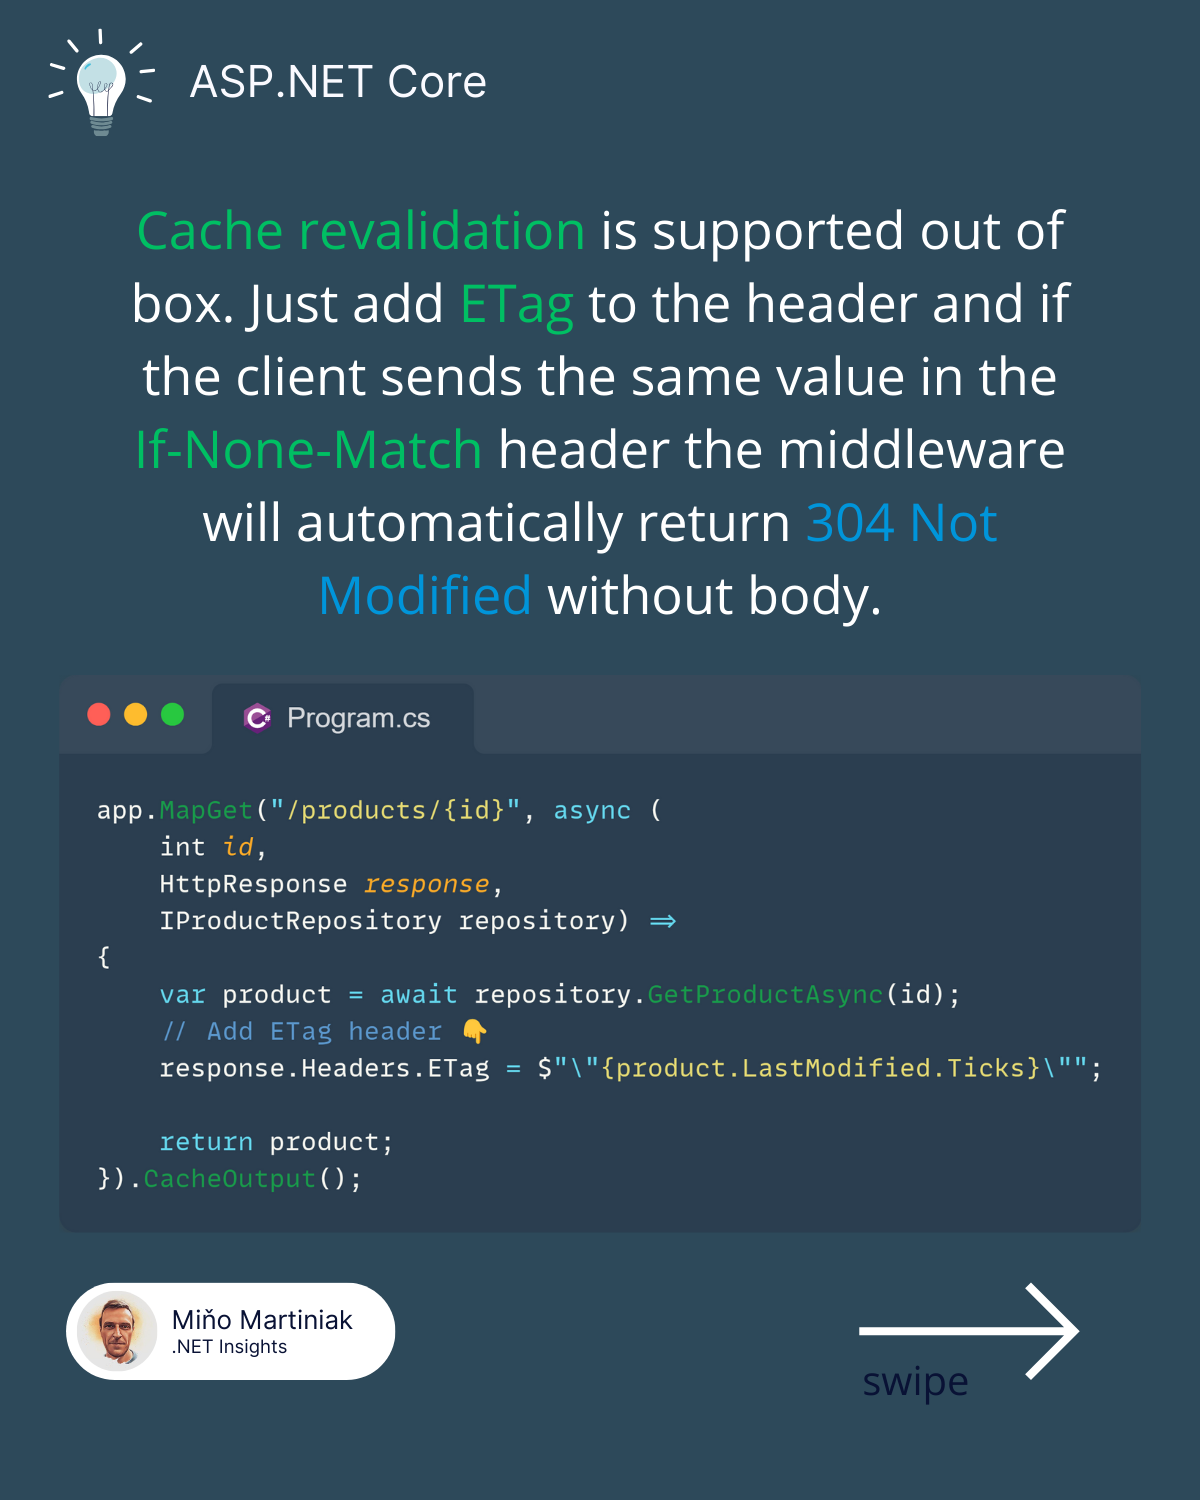 ASP.NET Core
Cache revalidation is supported out of
box. Just add ETag to the header and if
the client sends the same value in the
If-None-Match header the middleware
will automatically return 304 Not
Modified without body.
C# Program.cs
app.MapGet("/products/{id}", async (
    int id,
    HttpResponse response,
    IProductRepository repository) =>
{
    var product = await repository.GetProductAsync(id);
    // Add ETag header 👇
    response.Headers.ETag = $"\"{product.LastModified.Ticks}\"";

    return product;
}).CacheOutput();
Miňo Martiniak
.NET Insights
swipe